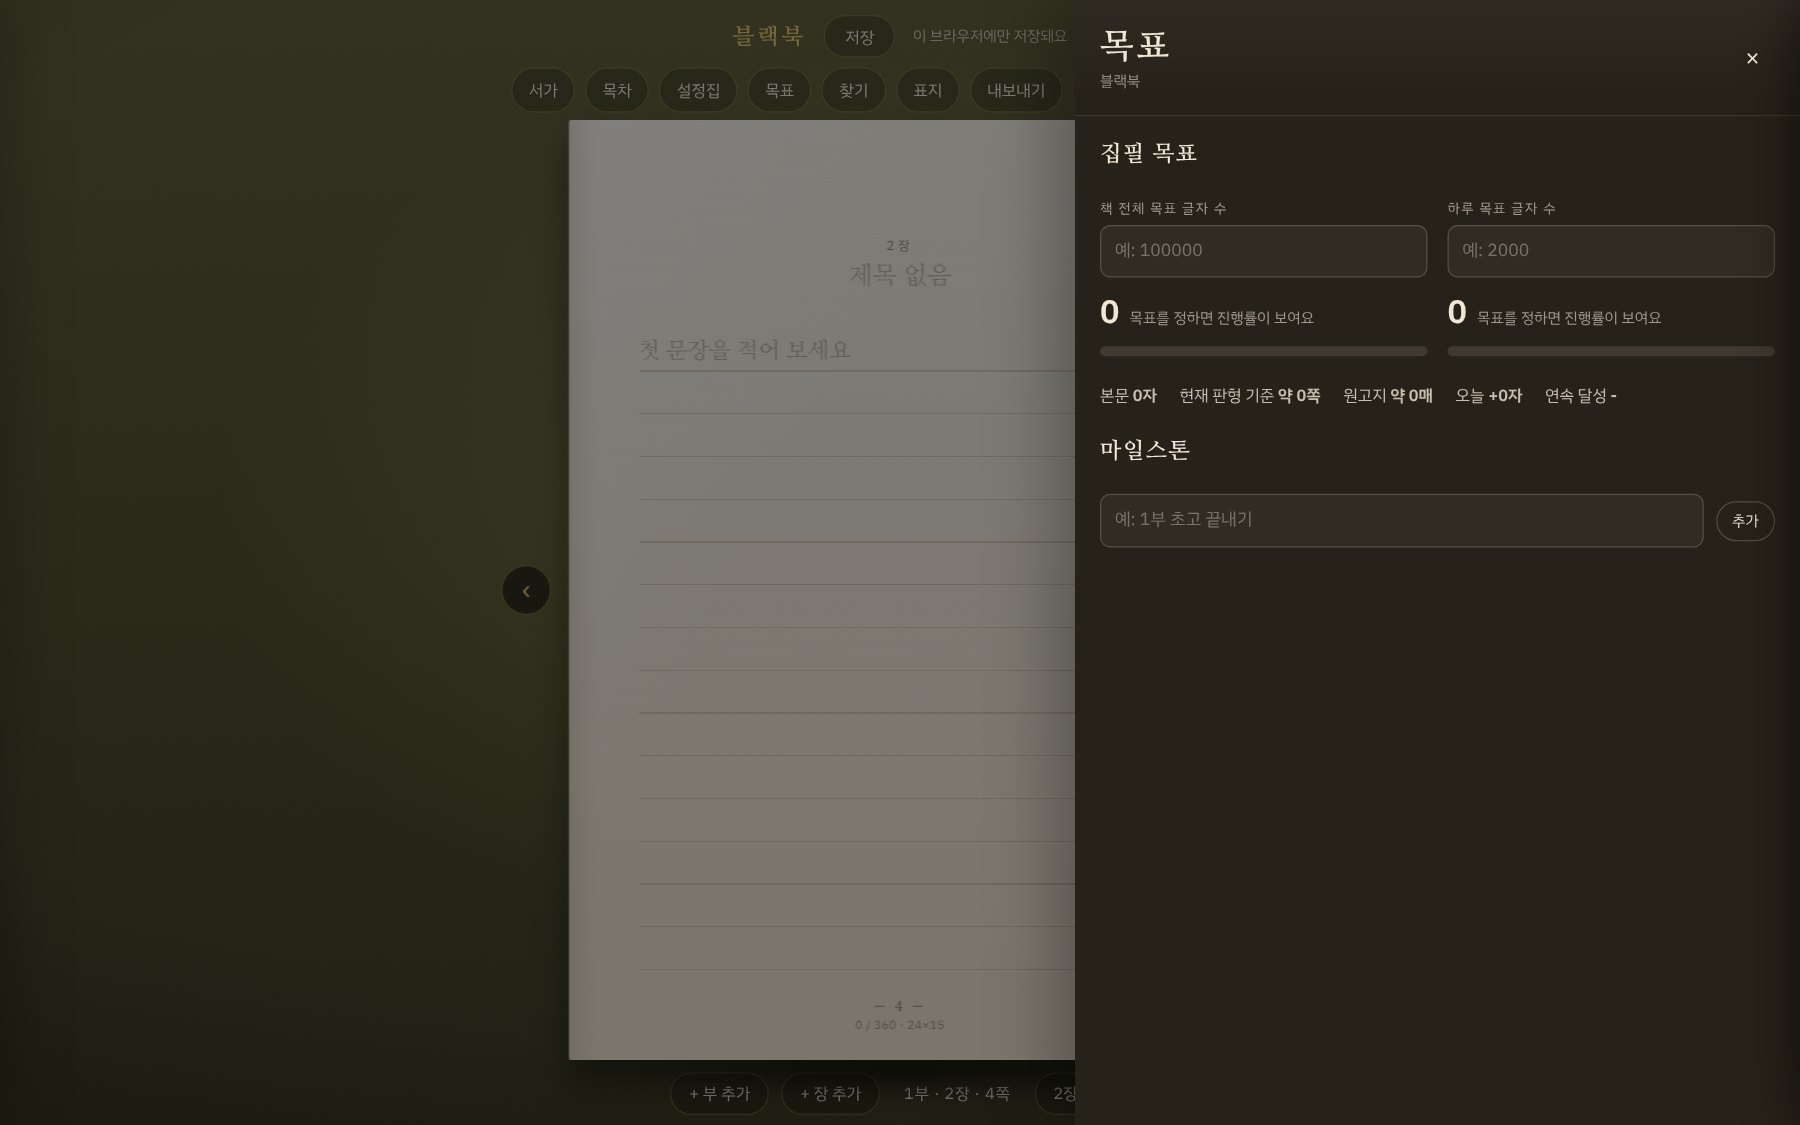 블랙북 저장 이 브라우저에만 저장돼요
서가 목차 설정집 목표 찾기 표지 내보내기
2 장
제목 없음
첫 문장을 적어 보세요
‹
— 4 —
0 / 360 · 24×15
+ 부 추가 + 장 추가 1부 · 2장 · 4쪽 2장
목표
블랙북
×
집필 목표
책 전체 목표 글자 수 하루 목표 글자 수
예: 100000 예: 2000
0 목표를 정하면 진행률이 보여요 0 목표를 정하면 진행률이 보여요
본문 0자 현재 판형 기준 약 0쪽 원고지 약 0매 오늘 +0자 연속 달성 -
마일스톤
예: 1부 초고 끝내기 추가